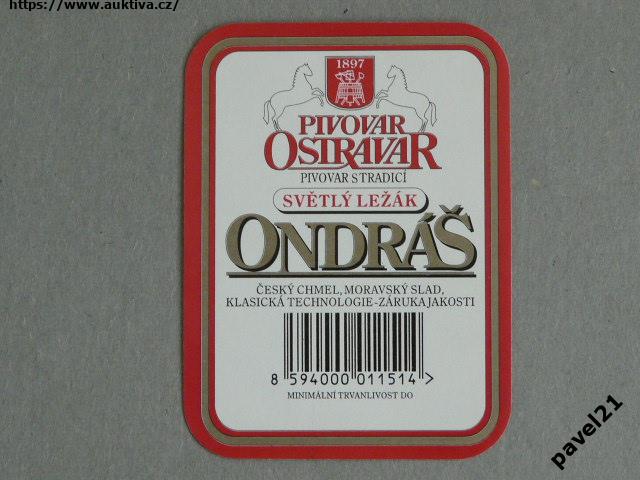 https://www.auktiva.cz/
1897
PIVOVAR
OSTRAVAR
PIVOVAR S TRADICÍ
SVĚTLÝ LEŽÁK
ONDRÁŠ
ČESKÝ CHMEL, MORAVSKÝ SLAD,
KLASICKÁ TECHNOLOGIE-ZÁRUKA JAKOSTI
8 594000 011514 >
MINIMÁLNÍ TRVANLIVOST DO
pavel21